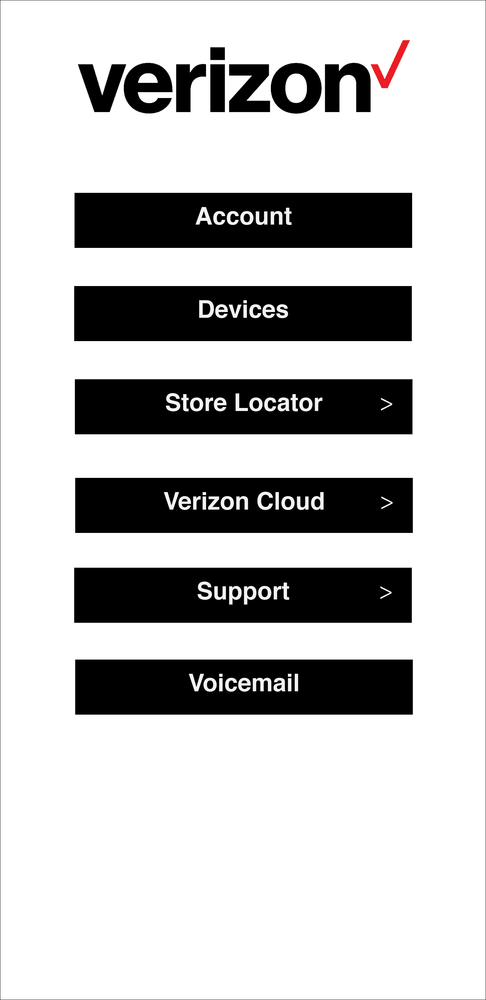 verizon
Account
Devices
Store Locator >
Verizon Cloud >
Support >
Voicemail